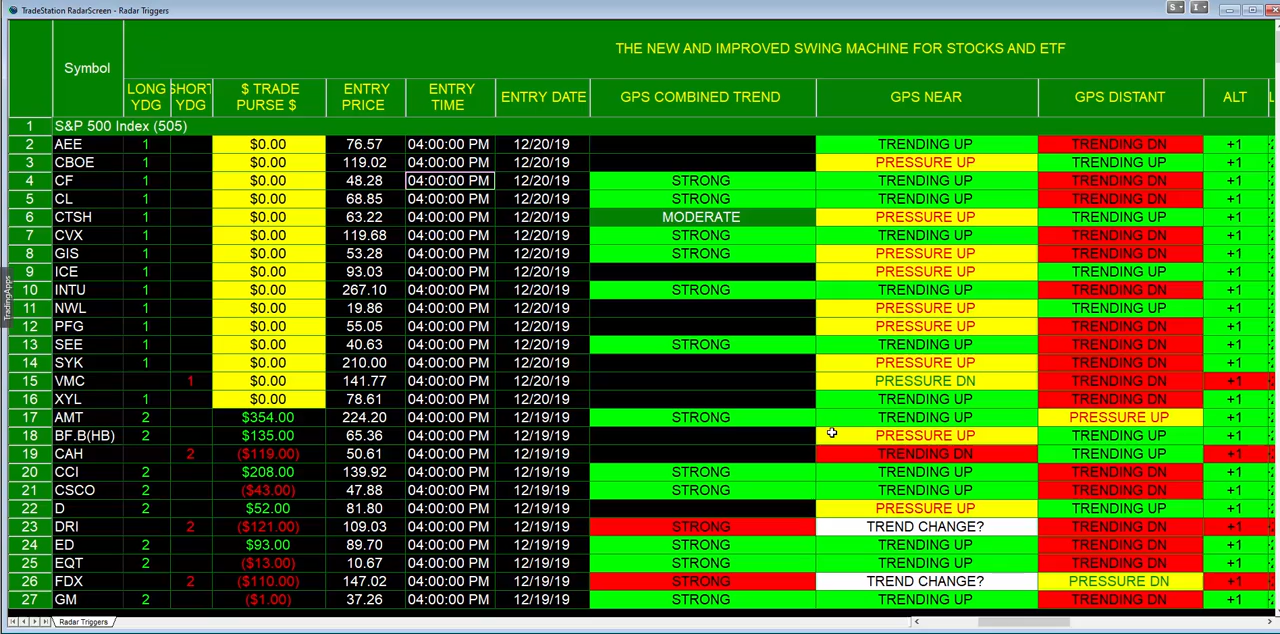 TradeStation RadarScreen - Radar Triggers
S I
THE NEW AND IMPROVED SWING MACHINE FOR STOCKS AND ETF
Symbol LONG YDG SHORT YDG $ TRADE PURSE $ ENTRY PRICE ENTRY TIME ENTRY DATE GPS COMBINED TREND GPS NEAR GPS DISTANT ALT
1 S&P 500 Index (505)
2 AEE 1 $0.00 76.57 04:00:00 PM 12/20/19 TRENDING UP TRENDING DN +1
3 CBOE 1 $0.00 119.02 04:00:00 PM 12/20/19 PRESSURE UP TRENDING UP +1
4 CF 1 $0.00 48.28 04:00:00 PM 12/20/19 STRONG TRENDING UP TRENDING DN +1
5 CL 1 $0.00 68.85 04:00:00 PM 12/20/19 STRONG TRENDING UP TRENDING DN +1
6 CTSH 1 $0.00 63.22 04:00:00 PM 12/20/19 MODERATE PRESSURE UP TRENDING UP +1
7 CVX 1 $0.00 119.68 04:00:00 PM 12/20/19 STRONG TRENDING UP TRENDING DN +1
8 GIS 1 $0.00 53.28 04:00:00 PM 12/20/19 STRONG PRESSURE UP TRENDING DN +1
9 ICE 1 $0.00 93.03 04:00:00 PM 12/20/19 PRESSURE UP TRENDING UP +1
10 INTU 1 $0.00 267.10 04:00:00 PM 12/20/19 STRONG TRENDING UP TRENDING DN +1
11 NWL 1 $0.00 19.86 04:00:00 PM 12/20/19 PRESSURE UP TRENDING UP +1
12 PFG 1 $0.00 55.05 04:00:00 PM 12/20/19 PRESSURE UP TRENDING DN +1
13 SEE 1 $0.00 40.63 04:00:00 PM 12/20/19 STRONG TRENDING UP TRENDING DN +1
14 SYK 1 $0.00 210.00 04:00:00 PM 12/20/19 PRESSURE UP TRENDING DN +1
15 VMC 1 $0.00 141.77 04:00:00 PM 12/20/19 PRESSURE DN TRENDING DN +1
16 XYL 1 $0.00 78.61 04:00:00 PM 12/20/19 TRENDING UP TRENDING DN +1
17 AMT 2 $354.00 224.20 04:00:00 PM 12/19/19 STRONG TRENDING UP PRESSURE UP +1
18 BF.B(HB) 2 $135.00 65.36 04:00:00 PM 12/19/19 PRESSURE UP TRENDING UP +1
19 CAH 2 ($119.00) 50.61 04:00:00 PM 12/19/19 TRENDING DN TRENDING UP +1
20 CCI 2 $208.00 139.92 04:00:00 PM 12/19/19 STRONG TRENDING UP TRENDING DN +1
21 CSCO 2 ($43.00) 47.88 04:00:00 PM 12/19/19 STRONG TRENDING UP TRENDING DN +1
22 D 2 $52.00 81.80 04:00:00 PM 12/19/19 PRESSURE UP TRENDING UP +1
23 DRI 2 ($121.00) 109.03 04:00:00 PM 12/19/19 STRONG TREND CHANGE? TRENDING DN +1
24 ED 2 $93.00 89.70 04:00:00 PM 12/19/19 STRONG TRENDING UP TRENDING DN +1
25 EQT 2 ($13.00) 10.67 04:00:00 PM 12/19/19 STRONG TRENDING UP TRENDING DN +1
26 FDX 2 ($110.00) 147.02 04:00:00 PM 12/19/19 STRONG TREND CHANGE? PRESSURE DN +1
27 GM 2 ($1.00) 37.26 04:00:00 PM 12/19/19 STRONG TRENDING UP TRENDING DN +1
TradingApps
Radar Triggers